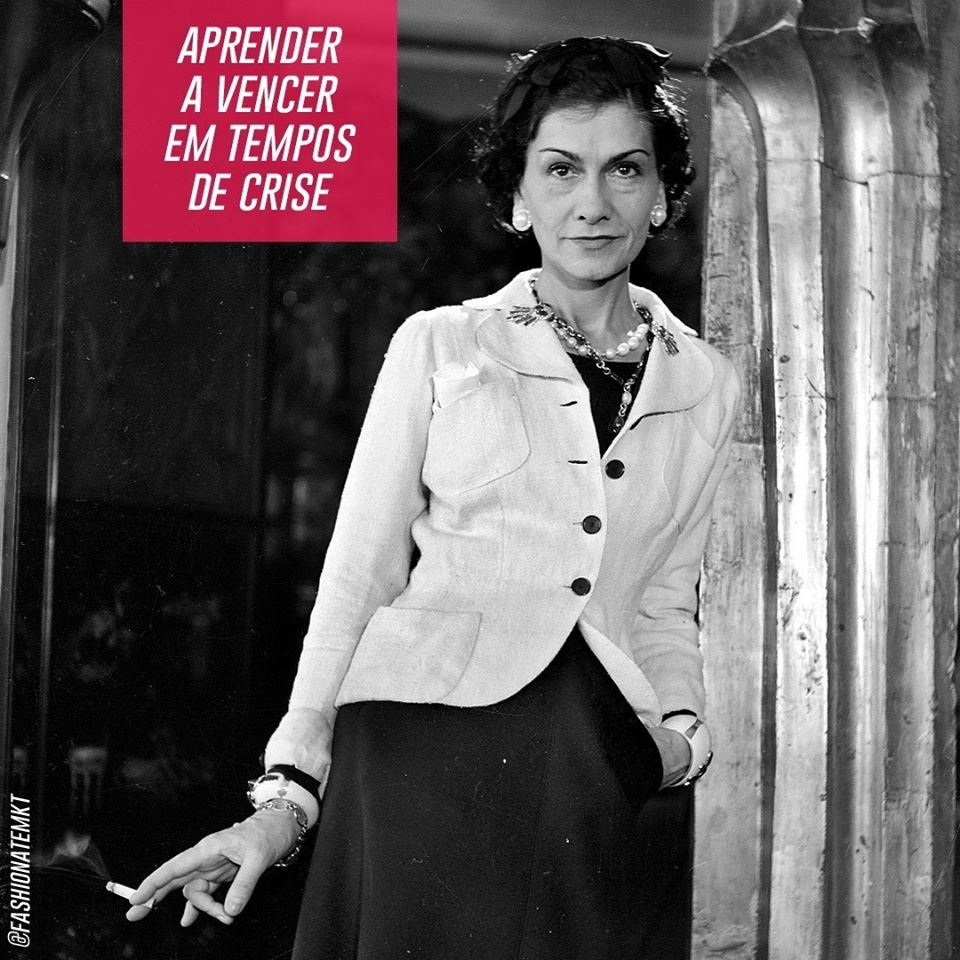 APRENDER
A VENCER
EM TEMPOS
DE CRISE
@FASHIONATEMKT